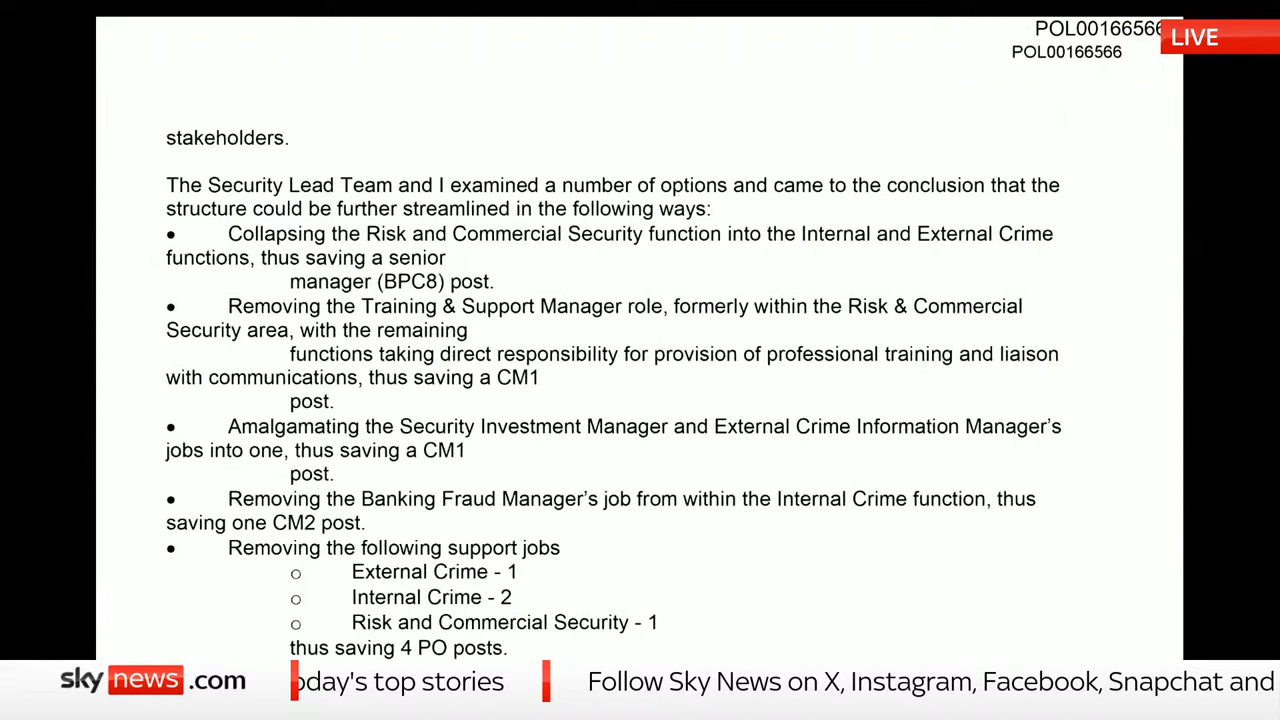 POL00166566
LIVE
POL00166566
stakeholders.
The Security Lead Team and I examined a number of options and came to the conclusion that the
structure could be further streamlined in the following ways:
• Collapsing the Risk and Commercial Security function into the Internal and External Crime
functions, thus saving a senior
manager (BPC8) post.
• Removing the Training & Support Manager role, formerly within the Risk & Commercial
Security area, with the remaining
functions taking direct responsibility for provision of professional training and liaison
with communications, thus saving a CM1
post.
• Amalgamating the Security Investment Manager and External Crime Information Manager’s
jobs into one, thus saving a CM1
post.
• Removing the Banking Fraud Manager’s job from within the Internal Crime function, thus
saving one CM2 post.
• Removing the following support jobs
o External Crime - 1
o Internal Crime - 2
o Risk and Commercial Security - 1
thus saving 4 PO posts.
sky news .com oday's top stories Follow Sky News on X, Instagram, Facebook, Snapchat and